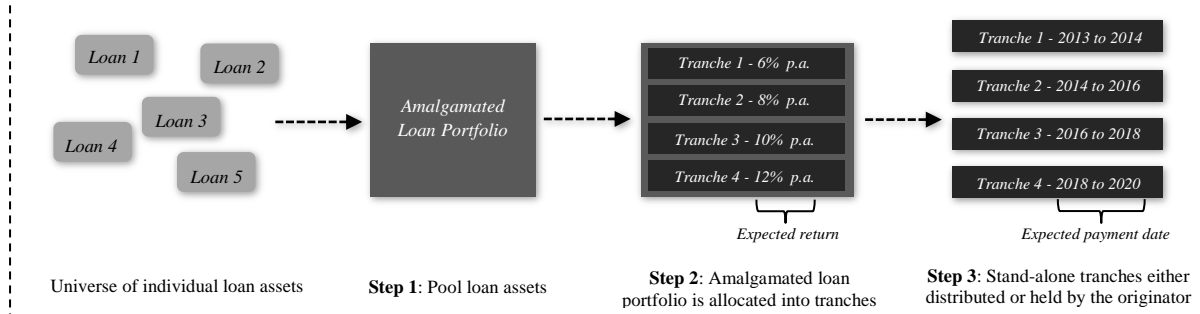 Loan 1
Loan 2
Loan 3
Loan 4
Loan 5
Amalgamated
Loan Portfolio
Tranche 1 - 6% p.a.
Tranche 2 - 8% p.a.
Tranche 3 - 10% p.a.
Tranche 4 - 12% p.a.
Expected return
Tranche 1 - 2013 to 2014
Tranche 2 - 2014 to 2016
Tranche 3 - 2016 to 2018
Tranche 4 - 2018 to 2020
Expected payment date
Universe of individual loan assets
Step 1: Pool loan assets
Step 2: Amalgamated loan
portfolio is allocated into tranches
Step 3: Stand-alone tranches either
distributed or held by the originator